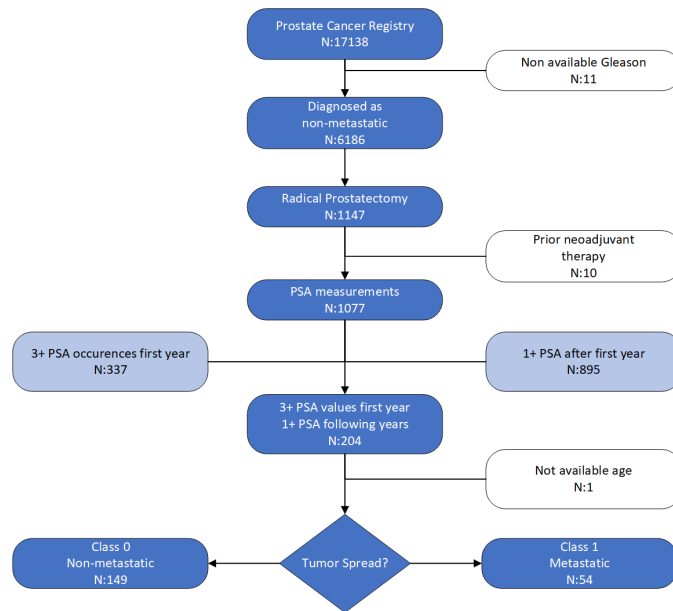 Prostate Cancer Registry
N:17138
Non available Gleason
N:11
Diagnosed as
non-metastatic
N:6186
Radical Prostatectomy
N:1147
Prior neoadjuvant
therapy
N:10
PSA measurements
N:1077
3+ PSA occurences first year
N:337
1+ PSA after first year
N:895
3+ PSA values first year
1+ PSA following years
N:204
Not available age
N:1
Class 0
Non-metastatic
N:149
Tumor Spread?
Class 1
Metastatic
N:54